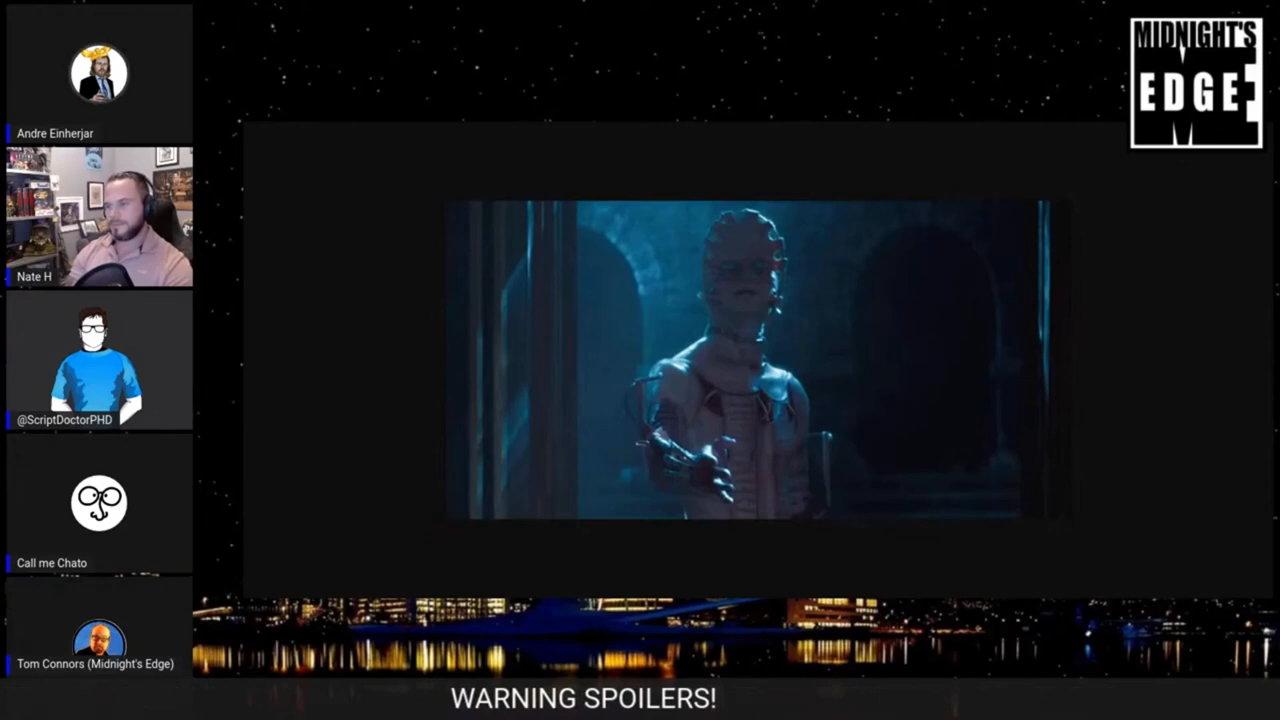 Andre Einherjar
Nate H
@ScriptDoctorPHD
Call me Chato
Tom Connors (Midnight's Edge)
MIDNIGHT'S
EDGE
WARNING SPOILERS!